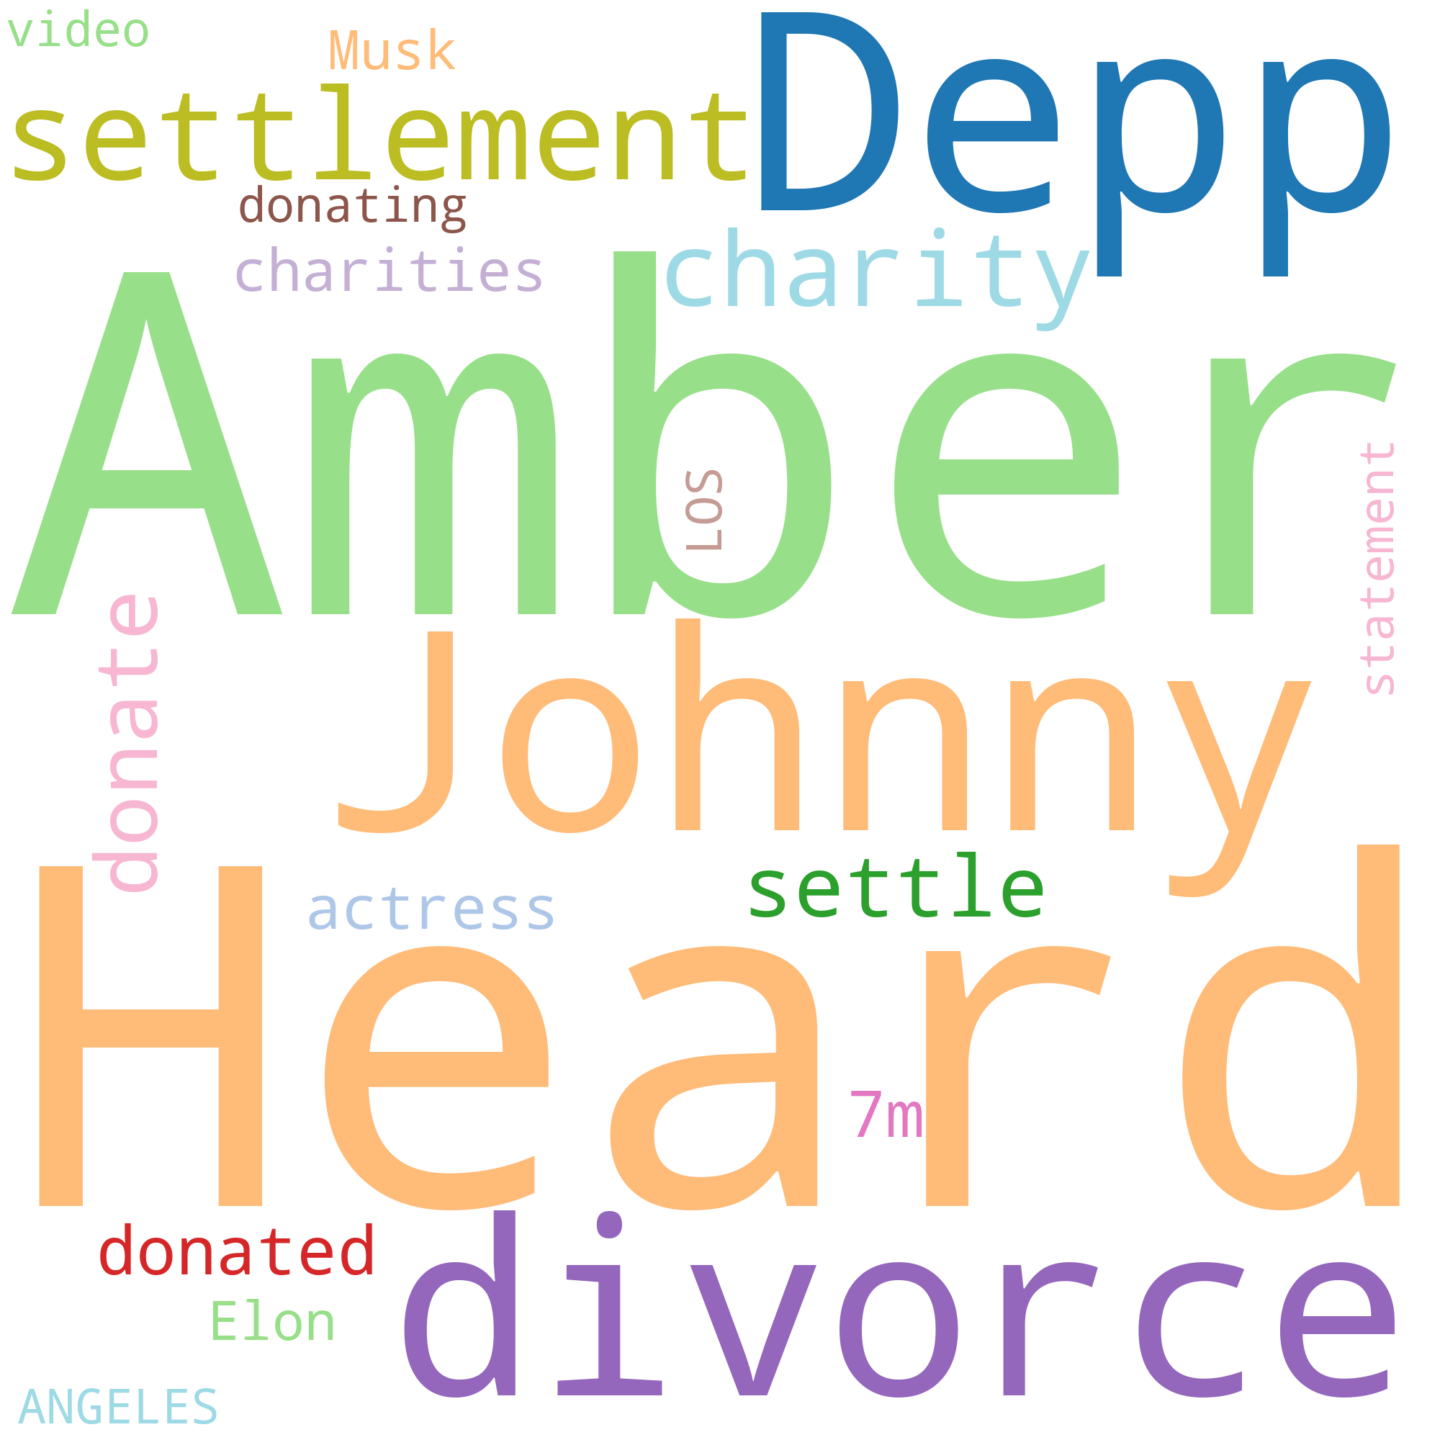 video
Musk
Depp
settlement
donating
charity
charities
Amber
LOS
statement
donate
Johnny
settle
actress
Heard
7m
donated
divorce
Elon
ANGELES